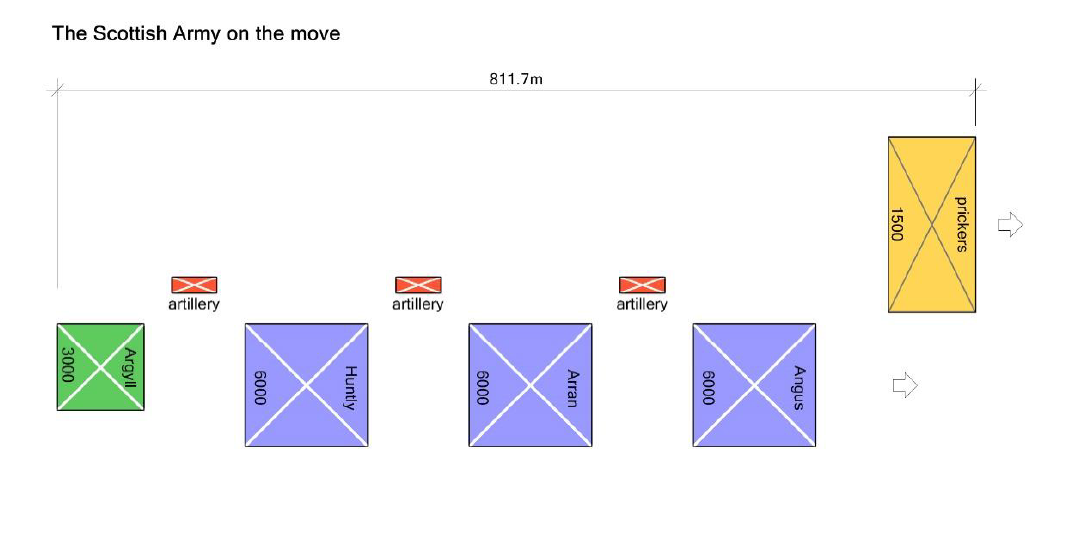 The Scottish Army on the move
811.7m
prickers
1500
artillery
artillery
artillery
Argyll
3000
Huntly
6000
Arran
6000
Angus
6000